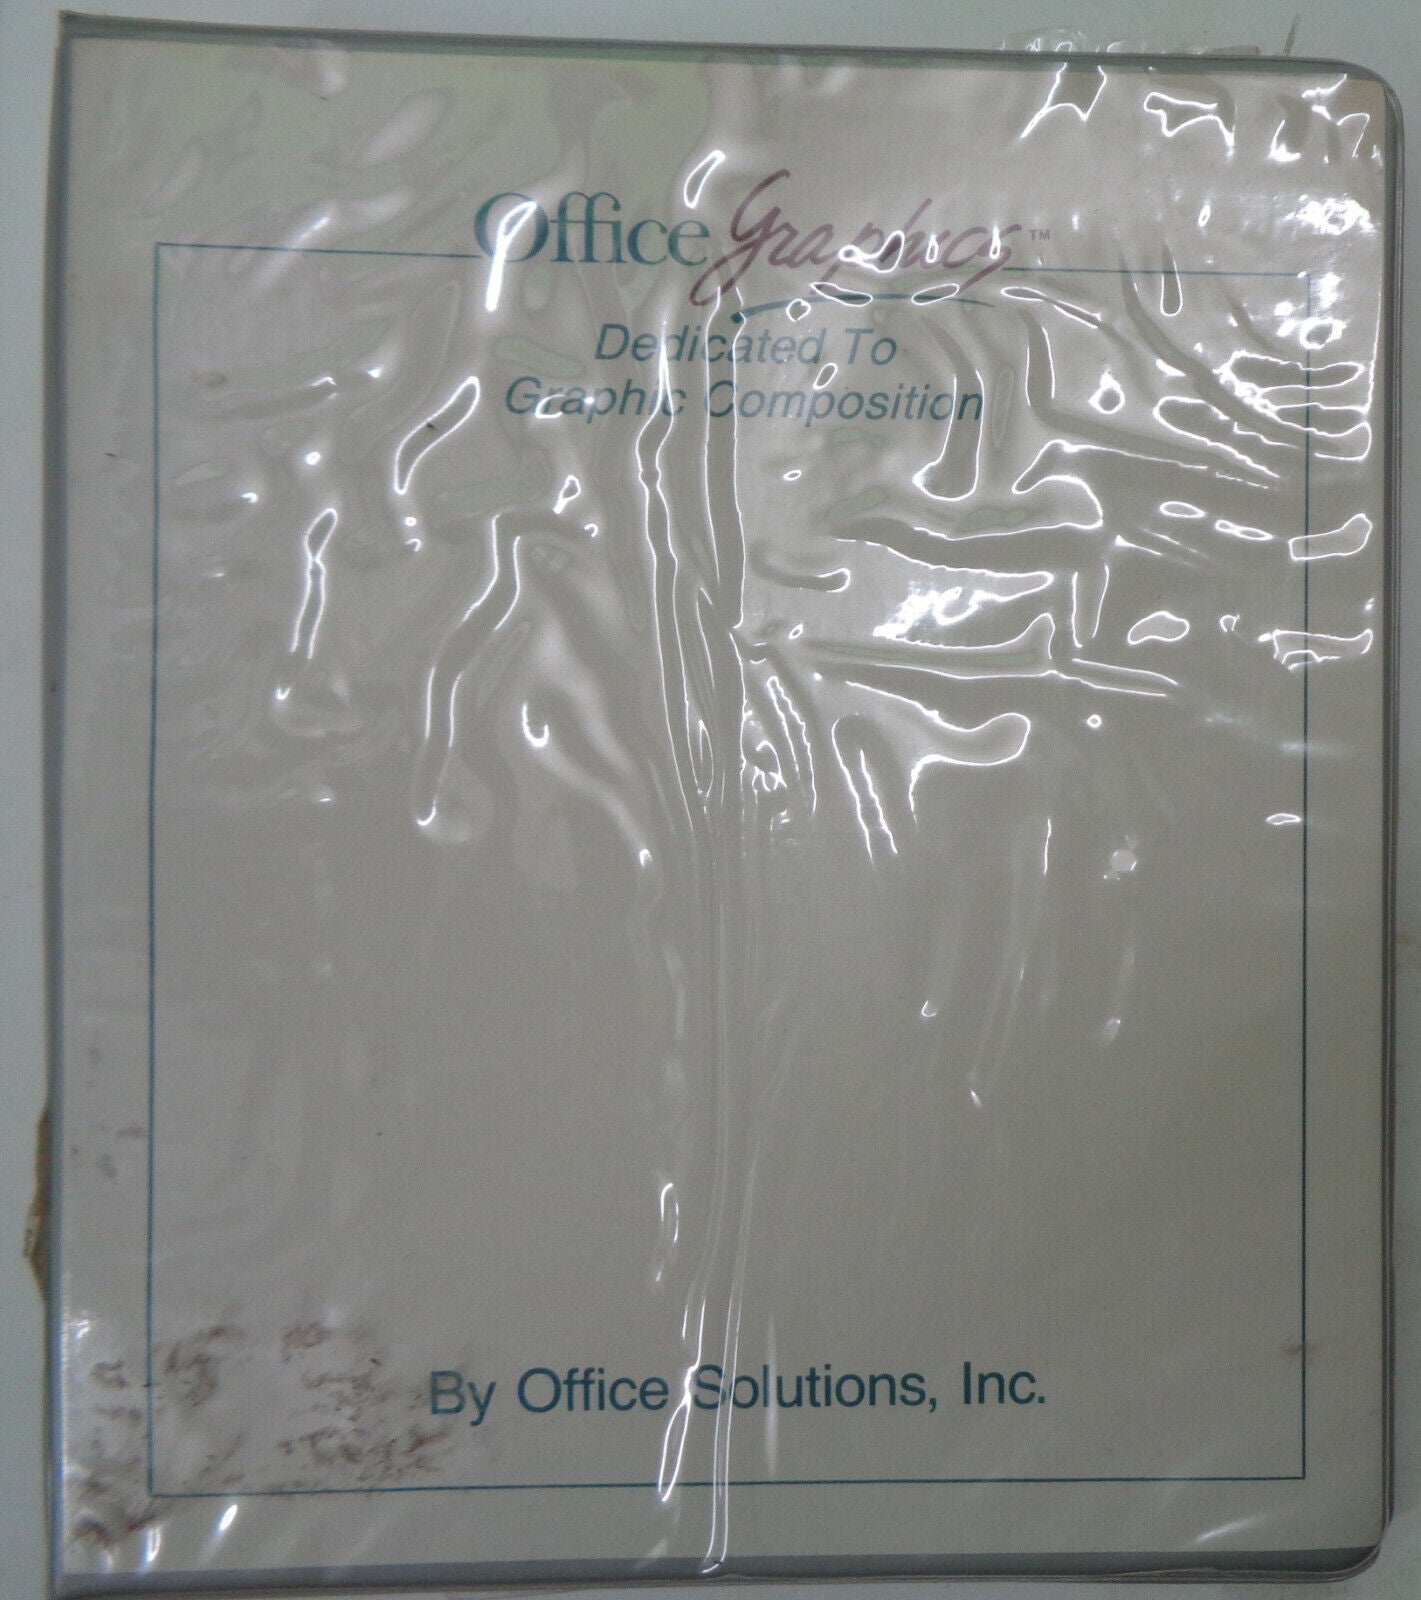 Office Graphics™
Dedicated To
Graphic Composition
By Office Solutions, Inc.